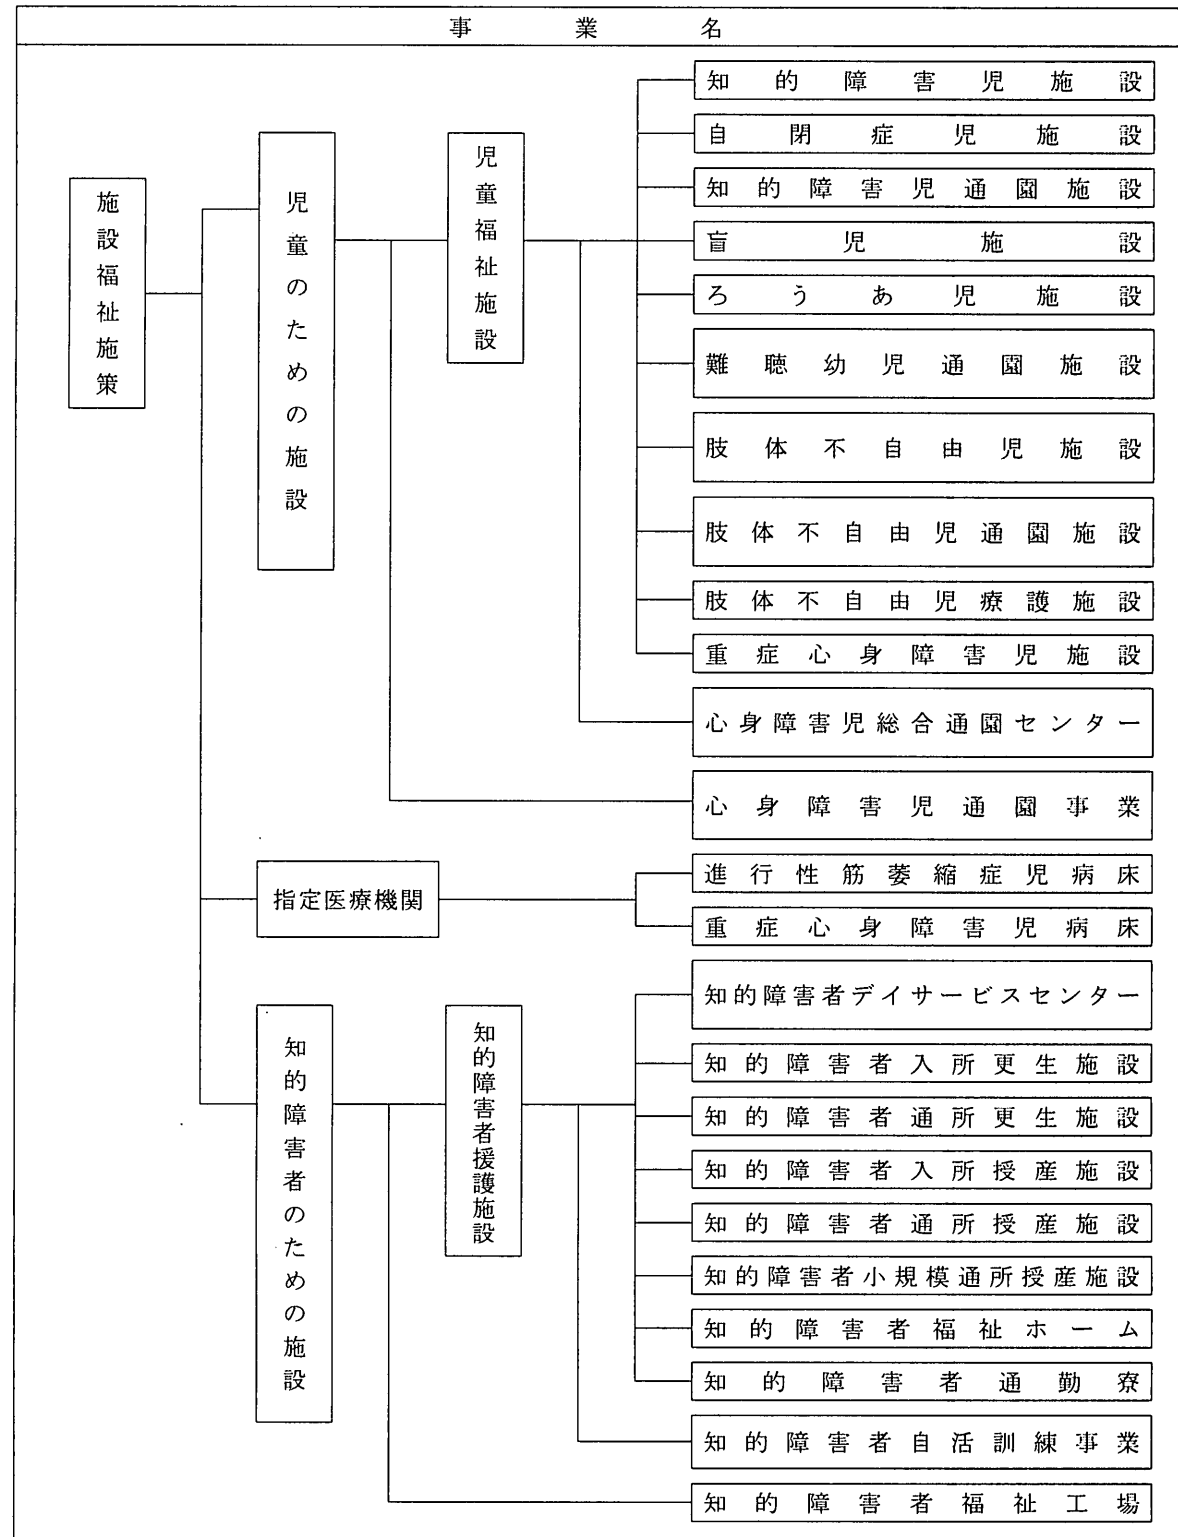 事業名
施設福祉施策
児童のための施設
児童福祉施設
知的障害児施設
自閉症児施設
知的障害児通園施設
盲児施設
ろうあ児施設
難聴幼児通園施設
肢体不自由児施設
肢体不自由児通園施設
肢体不自由児療護施設
重症心身障害児施設
心身障害児総合通園センター
心身障害児通園事業
指定医療機関
進行性筋萎縮症児病床
重症心身障害児病床
知的障害者のための施設
知的障害者援護施設
知的障害者デイサービスセンター
知的障害者入所更生施設
知的障害者通所更生施設
知的障害者入所授産施設
知的障害者通所授産施設
知的障害者小規模通所授産施設
知的障害者福祉ホーム
知的障害者通勤寮
知的障害者自活訓練事業
知的障害者福祉工場